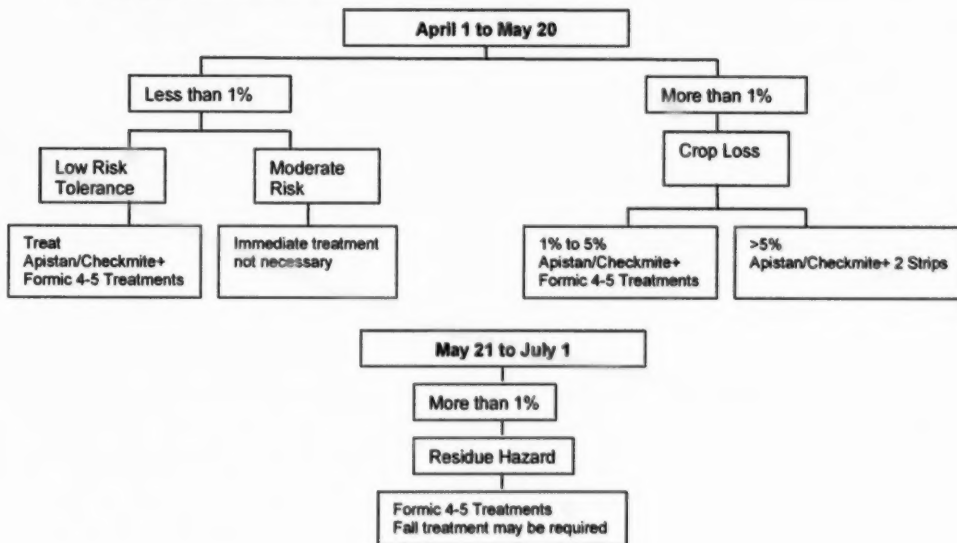 April 1 to May 20
Less than 1%
More than 1%
Low Risk
Tolerance
Moderate
Risk
Crop Loss
Treat
Apistan/Checkmite+
Formic 4-5 Treatments
Immediate treatment
not necessary
1% to 5%
Apistan/Checkmite+
Formic 4-5 Treatments
>5%
Apistan/Checkmite+ 2 Strips
May 21 to July 1
More than 1%
Residue Hazard
Formic 4-5 Treatments
Fall treatment may be required